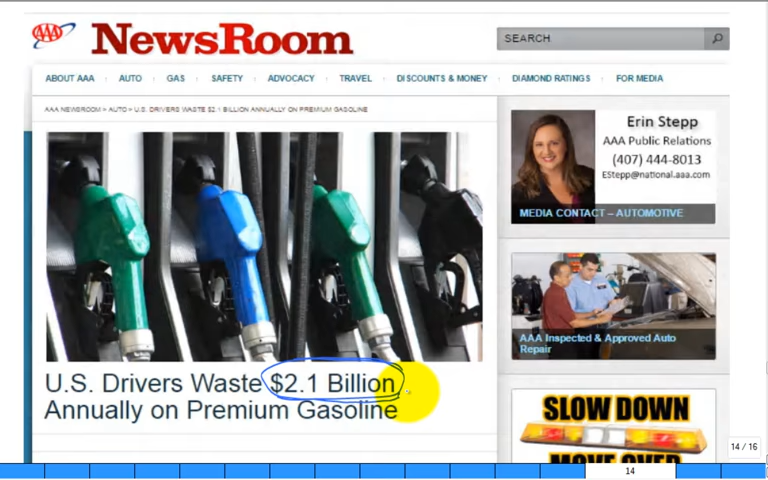 AAA NewsRoom
SEARCH
ABOUT AAA AUTO GAS SAFETY ADVOCACY TRAVEL DISCOUNTS & MONEY DIAMOND RATINGS FOR MEDIA
AAA NEWSROOM > AUTO > U.S. DRIVERS WASTE $2.1 BILLION ANNUALLY ON PREMIUM GASOLINE
Erin Stepp
AAA Public Relations
(407) 444-8013
EStepp@national.aaa.com
MEDIA CONTACT – AUTOMOTIVE
AAA Inspected & Approved Auto
Repair
U.S. Drivers Waste $2.1 Billion
Annually on Premium Gasoline
SLOW DOWN
MOVE OVER
14 / 16
14